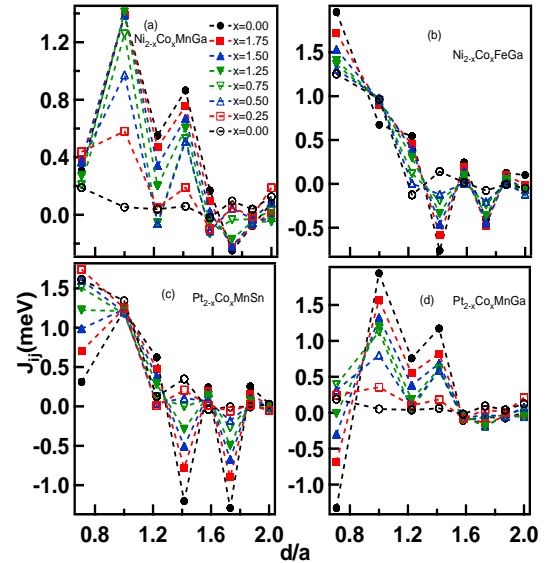 (a)
Ni2-xCoxMnGa
x=0.00
x=1.75
x=1.50
x=1.25
x=0.75
x=0.50
x=0.25
x=0.00
1.2
0.8
0.4
0.0
(b)
Ni2-xCoxFeGa
1.5
1.0
0.5
0.0
-0.5
(c)
Pt2-xCoxMnSn
1.5
1.0
0.5
0.0
-0.5
-1.0
(d)
Pt2-xCoxMnGa
1.5
1.0
0.5
0.0
-0.5
-1.0
Jij(meV)
0.8 1.2 1.6 2.0
0.8 1.2 1.6 2.0
d/a